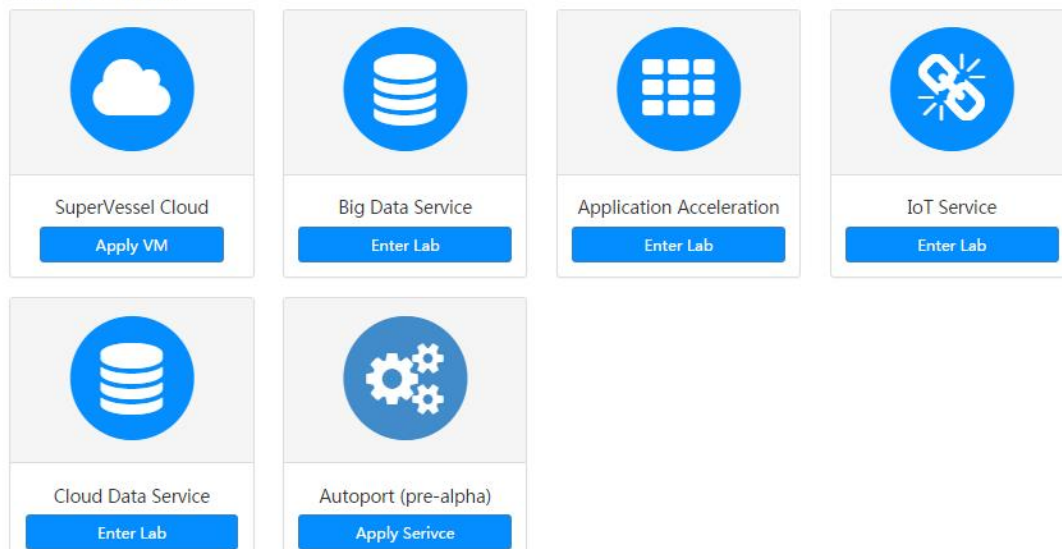 SuperVessel Cloud
Apply VM
Big Data Service
Enter Lab
Application Acceleration
Enter Lab
IoT Service
Enter Lab
Cloud Data Service
Enter Lab
Autoport (pre-alpha)
Apply Serivce